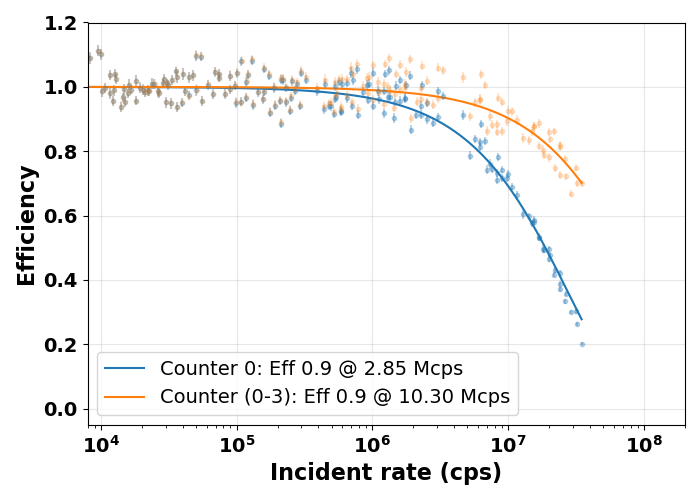 1.2
1.0
0.8
0.6
0.4
0.2
0.0
Efficiency
Counter 0: Eff 0.9 @ 2.85 Mcps
Counter (0-3): Eff 0.9 @ 10.30 Mcps
10⁴ 10⁵ 10⁶ 10⁷ 10⁸
Incident rate (cps)